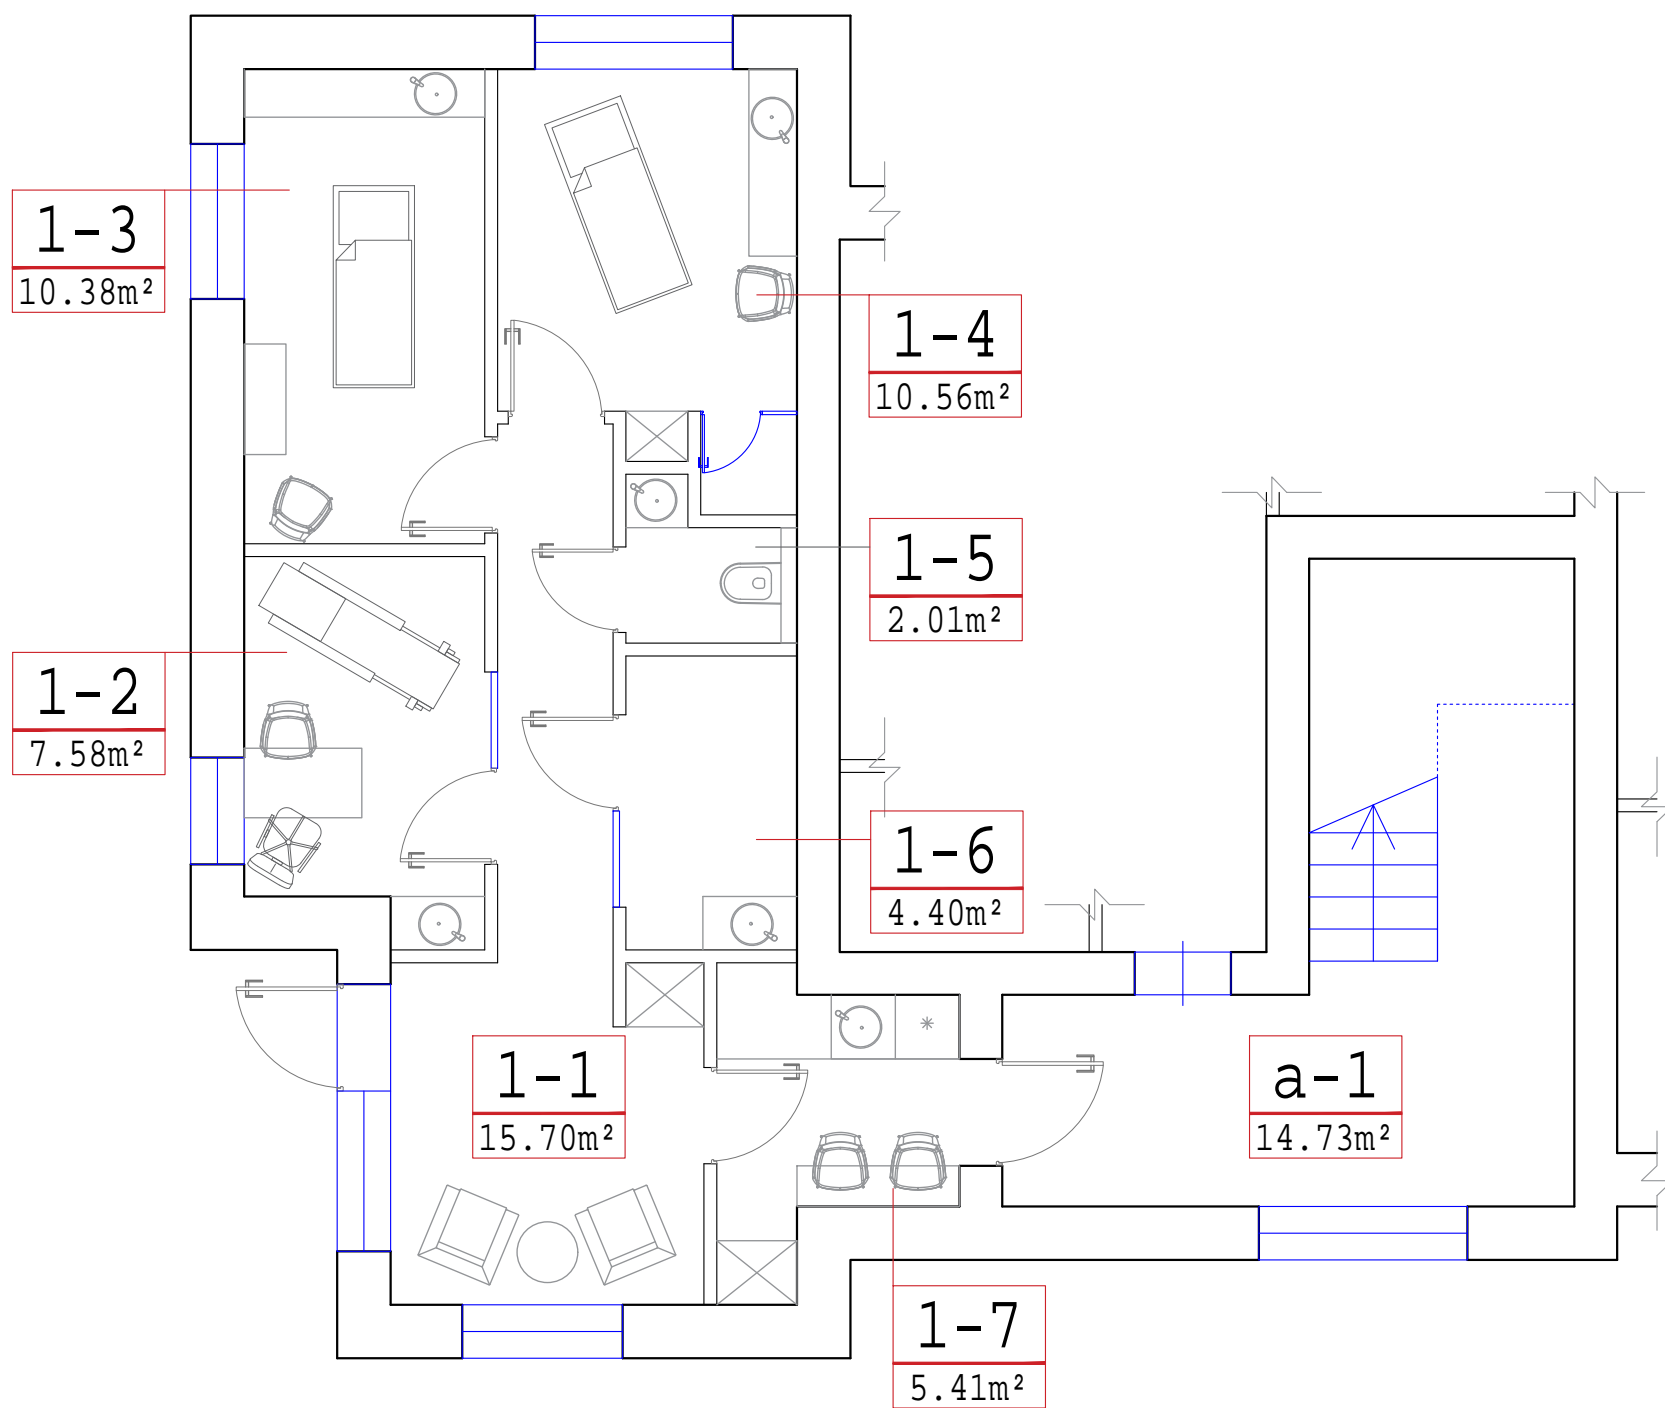 1-3
10.38m²
1-4
10.56m²
1-5
2.01m²
1-2
7.58m²
1-6
4.40m²
1-1
15.70m²
a-1
14.73m²
1-7
5.41m²